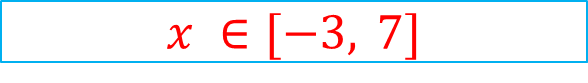 x ∈ [−3, 7]